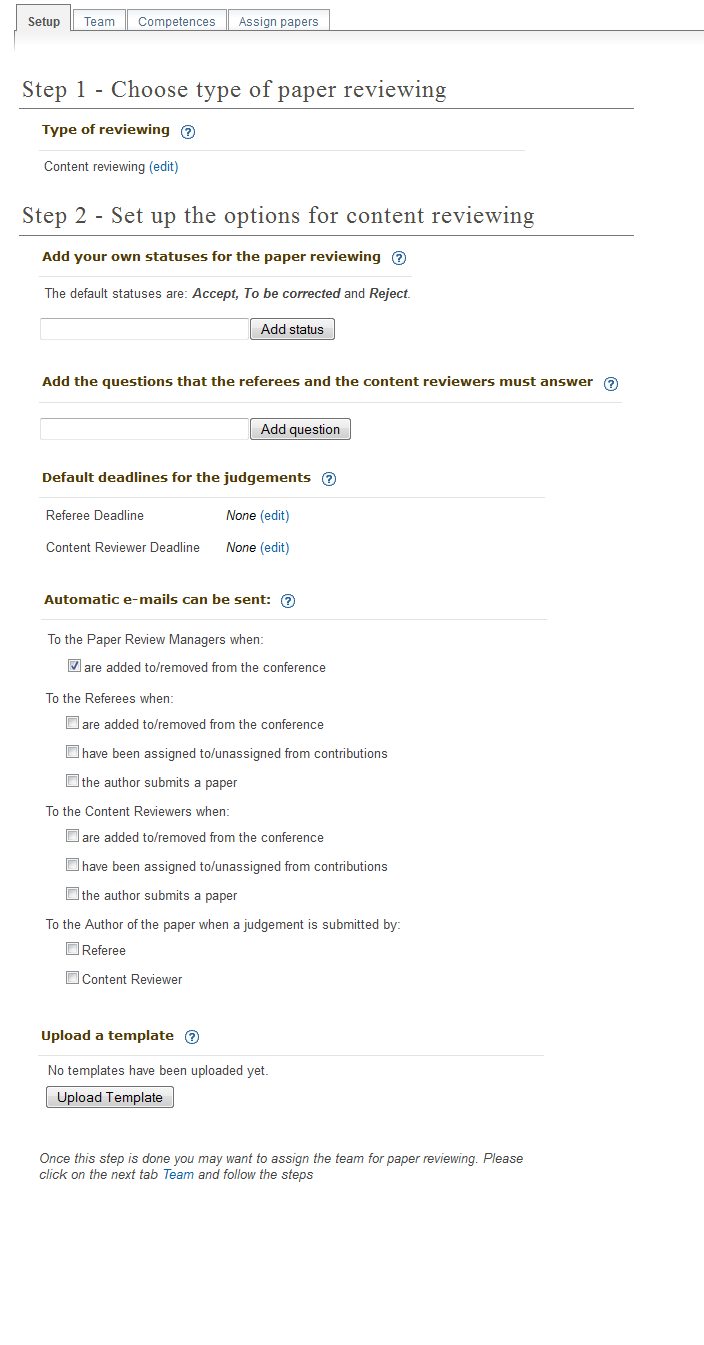 Setup Team Competences Assign papers
Step 1 - Choose type of paper reviewing
Type of reviewing ?
Content reviewing (edit)
Step 2 - Set up the options for content reviewing
Add your own statuses for the paper reviewing ?
The default statuses are: Accept, To be corrected and Reject.
Add status
Add the questions that the referees and the content reviewers must answer ?
Add question
Default deadlines for the judgements ?
Referee Deadline None (edit)
Content Reviewer Deadline None (edit)
Automatic e-mails can be sent: ?
To the Paper Review Managers when:
are added to/removed from the conference
To the Referees when:
are added to/removed from the conference
have been assigned to/unassigned from contributions
the author submits a paper
To the Content Reviewers when:
are added to/removed from the conference
have been assigned to/unassigned from contributions
the author submits a paper
To the Author of the paper when a judgement is submitted by:
Referee
Content Reviewer
Upload a template ?
No templates have been uploaded yet.
Upload Template
Once this step is done you may want to assign the team for paper reviewing. Please
click on the next tab Team and follow the steps